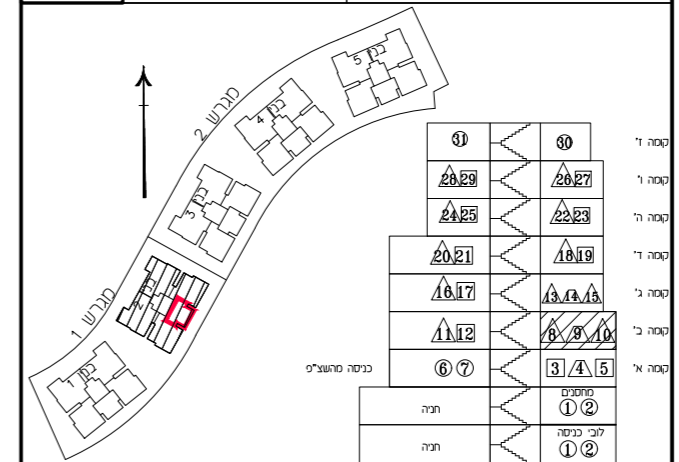 מגרש 2
בנין 5
בנין 4
בנין 3
בנין 2
מגרש 1
בנין 1
31 30 קומה ז'
28 29 26 27 קומה ו'
24 25 22 23 קומה ה'
20 21 18 19 קומה ד'
16 17 13 14 15 קומה ג'
11 12 8 9 10 קומה ב'
כניסה מהשצ"פ 6 7 3 4 5 קומה א'
חניה מחסנים 1 2
חניה לובי כניסה 1 2